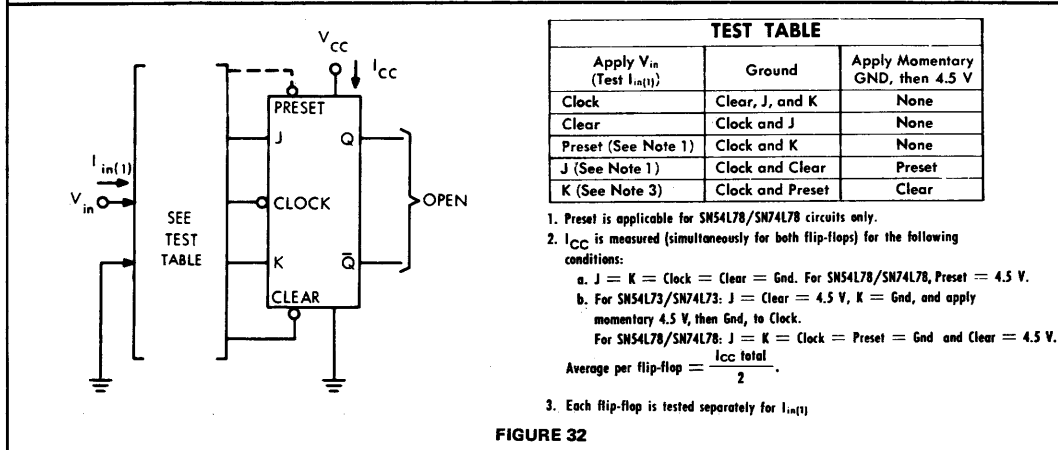 V_CC
I_CC
PRESET
J
Q
I_in(1)
V_in
CLOCK
OPEN
SEE
TEST
TABLE
K
Q̄
CLEAR
TEST TABLE
Apply V_in
(Test I_in(1))
Ground
Apply Momentary
GND, then 4.5 V
Clock
Clear, J, and K
None
Clear
Clock and J
None
Preset (See Note 1)
Clock and K
None
J (See Note 1)
Clock and Clear
Preset
K (See Note 3)
Clock and Preset
Clear
1. Preset is applicable for SN54L78/SN74L78 circuits only.
2. I_CC is measured (simultaneously for both flip-flops) for the following
conditions:
a. J = K = Clock = Clear = Gnd. For SN54L78/SN74L78, Preset = 4.5 V.
b. For SN54L73/SN74L73: J = Clear = 4.5 V, K = Gnd, and apply
momentary 4.5 V, then Gnd, to Clock.
For SN54L78/SN74L78: J = K = Clock = Preset = Gnd and Clear = 4.5 V.
Average per flip-flop = Icc total / 2 .
3. Each flip-flop is tested separately for I_in(1)
FIGURE 32